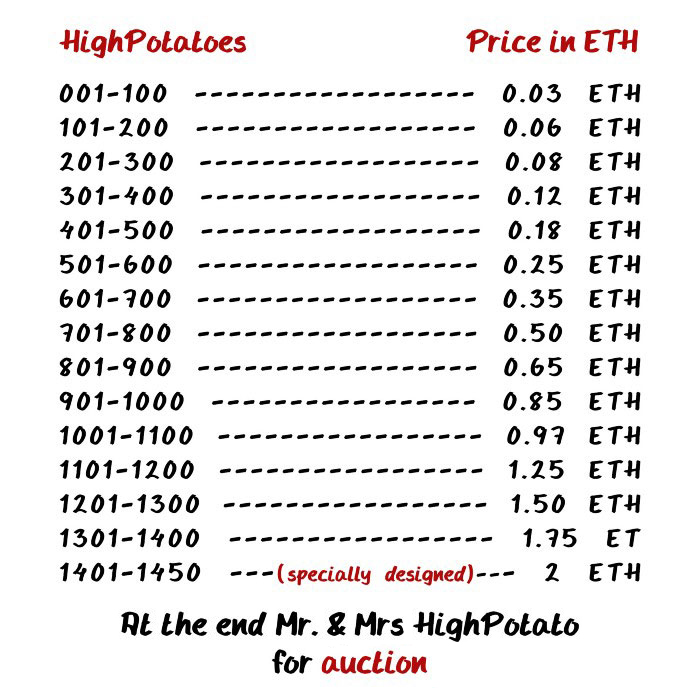 HighPotatoes Price in ETH
001-100 ------------------ 0.03 ETH
101-200 ------------------ 0.06 ETH
201-300 ------------------ 0.08 ETH
301-400 ------------------ 0.12 ETH
401-500 ------------------ 0.18 ETH
501-600 ------------------ 0.25 ETH
601-700 ------------------ 0.35 ETH
701-800 ------------------ 0.50 ETH
801-900 ------------------ 0.65 ETH
901-1000 ----------------- 0.85 ETH
1001-1100 ----------------- 0.97 ETH
1101-1200 ----------------- 1.25 ETH
1201-1300 ----------------- 1.50 ETH
1301-1400 ----------------- 1.75 ET
1401-1450 ---(specially designed)--- 2 ETH
At the end Mr. & Mrs HighPotato
for auction